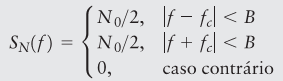 S_N(f) = { N_0/2, |f − f_c| < B
N_0/2, |f + f_c| < B
0, caso contrário